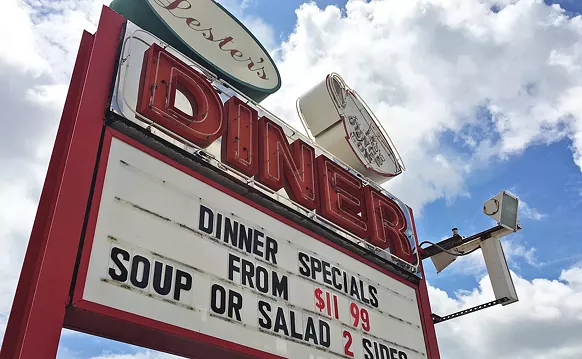 Lester's
DINER
DINNER SPECIALS
FROM $11 99
SOUP OR SALAD 2 SIDES